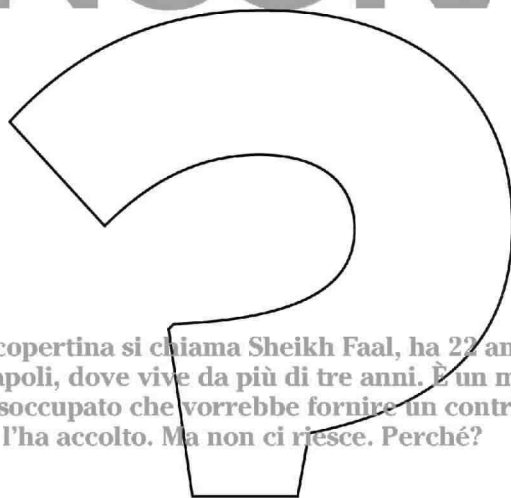 copertina si chiama Sheikh Faal, ha 22
dove vive da più di tre anni. È un
che vorrebbe fornire un
l'ha accolto. Ma non ci riesce. Perché?